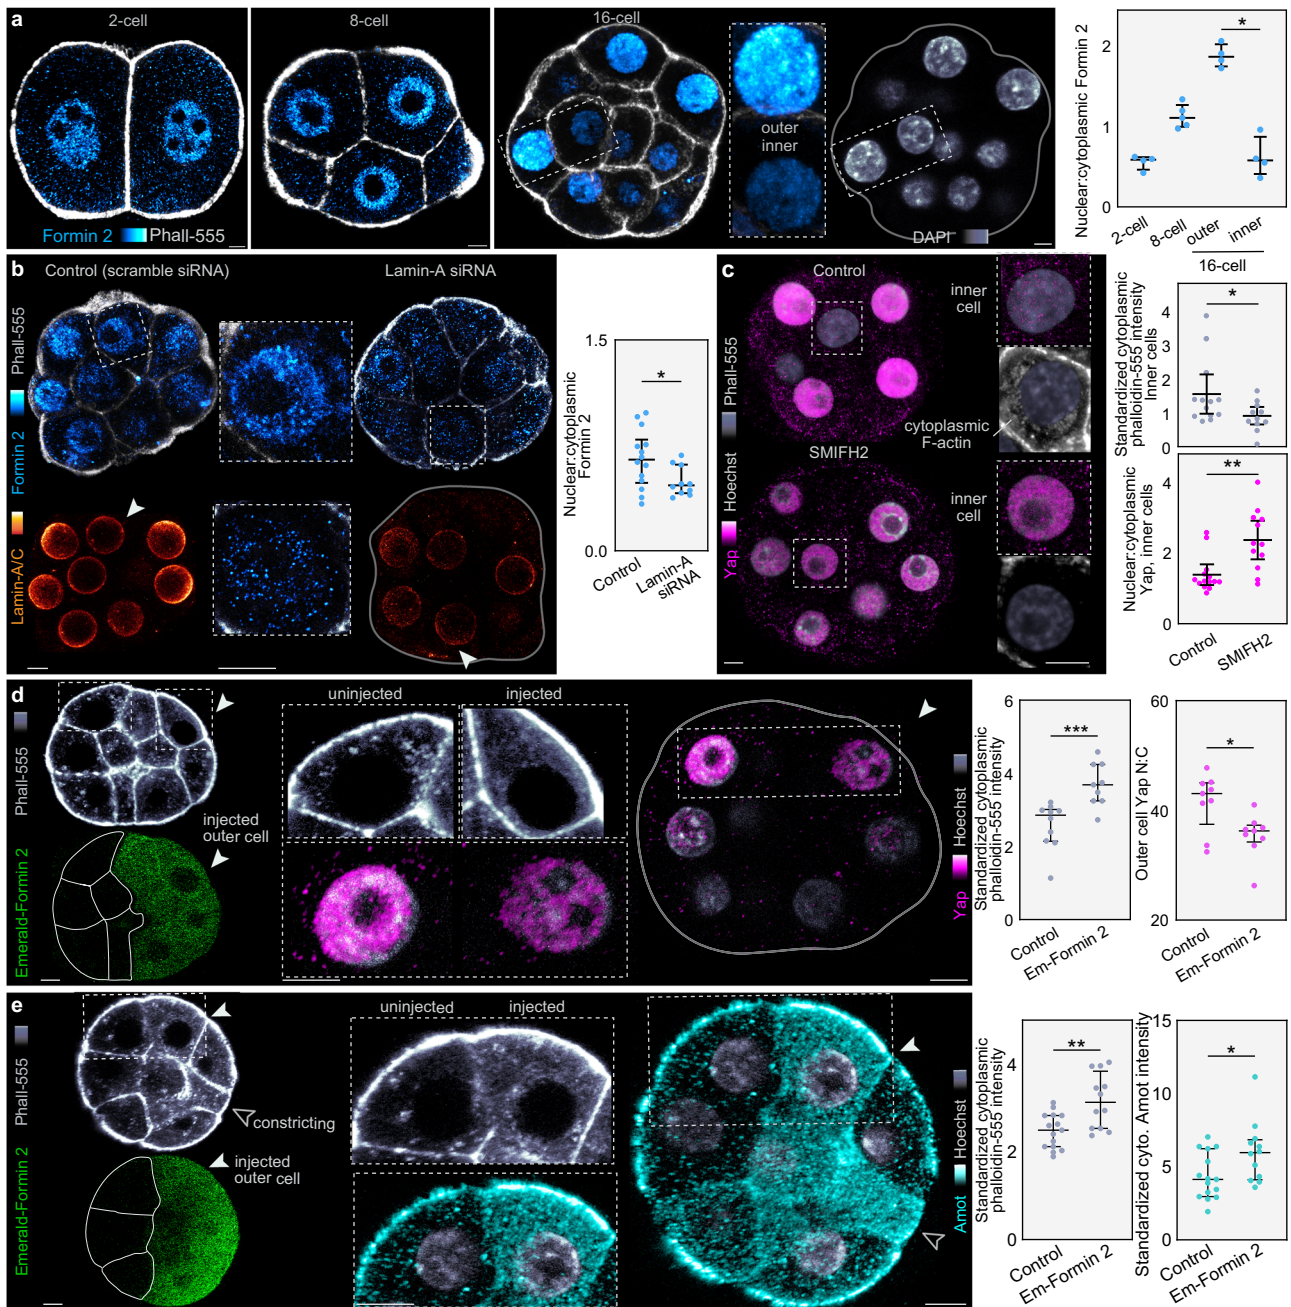 a
2-cell
8-cell
16-cell
outer
inner
Formin 2
Phall-555
DAPI
Nuclear:cytoplasmic Formin 2
2
1
0
*
2-cell
8-cell
outer
inner
16-cell
b
Control (scramble siRNA)
Lamin-A siRNA
Phall-555
Formin 2
Lamin-A/C
Nuclear:cytoplasmic
Formin 2
1.5
0.0
*
Control
Lamin-A
siRNA
c
Control
inner
cell
cytoplasmic
F-actin
SMIFH2
inner
cell
Phall-555
Hoechst
Yap
Standardized cytoplasmic
phalloidin-555 intensity
Inner cells
4
3
2
1
0
*
Nuclear:cytoplasmic
Yap, inner cells
4
2
0
**
Control
SMIFH2
d
uninjected
injected
injected
outer cell
Phall-555
Emerald-Formin 2
Hoechst
Yap
Standardized cytoplasmic
phalloidin-555 intensity
6
4
2
0
***
Control
Em-Formin 2
Outer cell Yap N:C
60
50
40
20
*
Control
Em-Formin 2
e
uninjected
injected
constricting
injected
outer cell
Phall-555
Emerald-Formin 2
Hoechst
Amot
Standardized cytoplasmic
phalloidin-555 intensity
4
2
0
**
Control
Em-Formin 2
Standardized cyto. Amot intensity
15
10
5
0
*
Control
Em-Formin 2